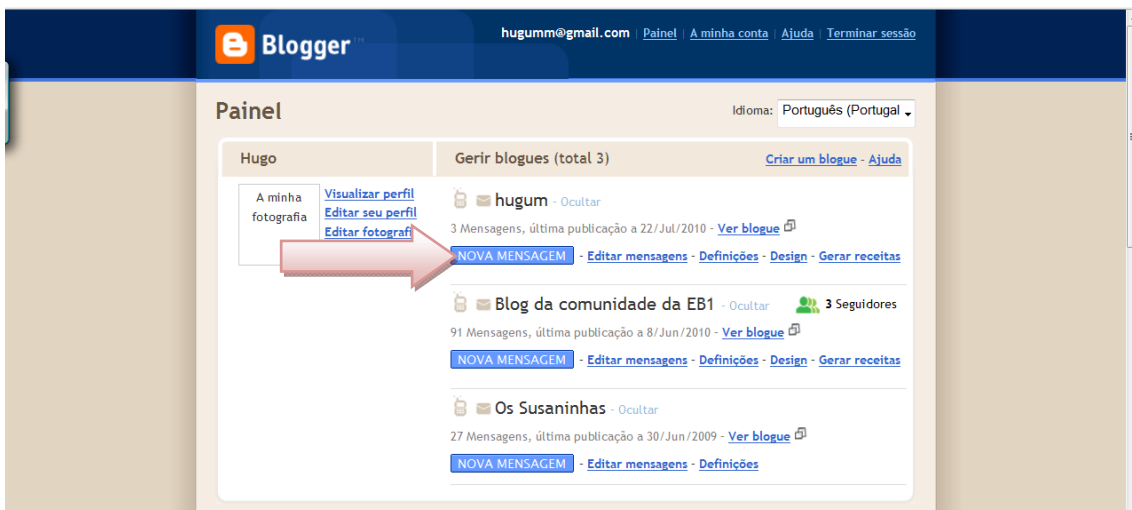 Blogger™
hugumm@gmail.com | Painel | A minha conta | Ajuda | Terminar sessão
Painel
Idioma: Português (Portugal
Hugo
Gerir blogues (total 3)
Criar um blogue - Ajuda
A minha
fotografia
Visualizar perfil
Editar seu perfil
Editar fotografi
hugum - Ocultar
3 Mensagens, última publicação a 22/Jul/2010 - Ver blogue
NOVA MENSAGEM - Editar mensagens - Definições - Design - Gerar receitas
Blog da comunidade da EB1 - Ocultar
3 Seguidores
91 Mensagens, última publicação a 8/Jun/2010 - Ver blogue
NOVA MENSAGEM - Editar mensagens - Definições - Design - Gerar receitas
Os Susaninhas - Ocultar
27 Mensagens, última publicação a 30/Jun/2009 - Ver blogue
NOVA MENSAGEM - Editar mensagens - Definições